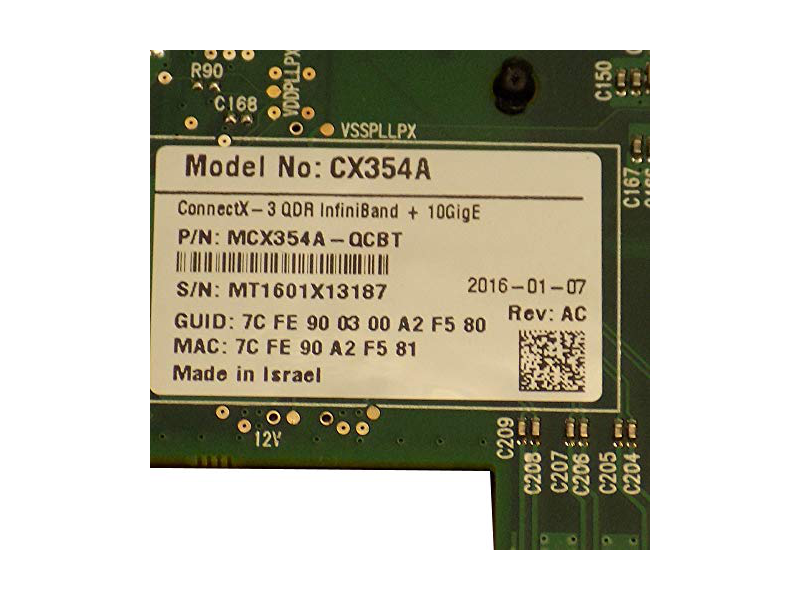 R90
C168
VDDPLLPX
C150
VSSPLLPX
C167
Model No: CX354A
ConnectX-3 QDR InfiniBand + 10GigE
P/N: MCX354A-QCBT
S/N: MT1601X13187
2016-01-07
Rev: AC
GUID: 7C FE 90 03 00 A2 F5 80
MAC: 7C FE 90 A2 F5 81
Made in Israel
12V
C209
C208
C207
C206
C205
C204